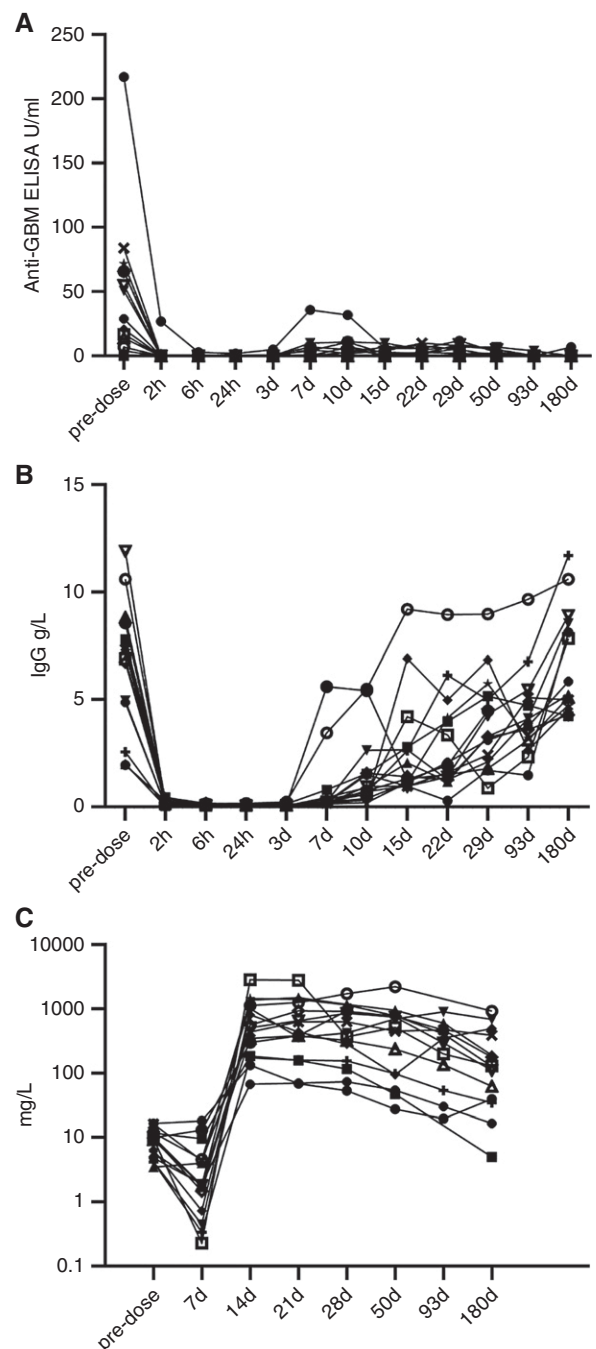 A
Anti-GBM ELISA U/ml
250
200
150
100
50
0
pre-dose 2h 6h 24h 3d 7d 10d 15d 22d 29d 50d 93d 180d
B
IgG g/L
15
10
5
0
pre-dose 2h 6h 24h 3d 7d 10d 15d 22d 29d 93d 180d
C
mg/L
10000
1000
100
10
1
0.1
pre-dose 7d 14d 21d 28d 50d 93d 180d